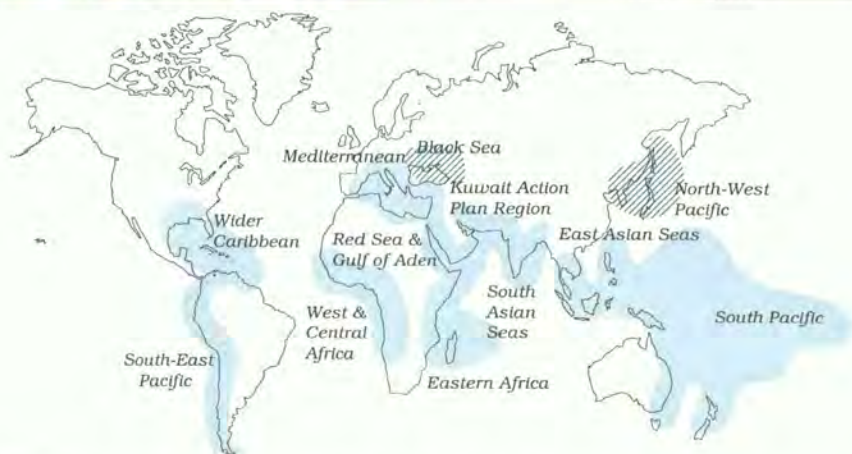 Mediterranean
Black Sea
Kuwait Action
Plan Region
North-West
Pacific
Wider
Caribbean
Red Sea &
Gulf of Aden
East Asian Seas
West &
Central
Africa
South
Asian
Seas
South Pacific
South-East
Pacific
Eastern Africa